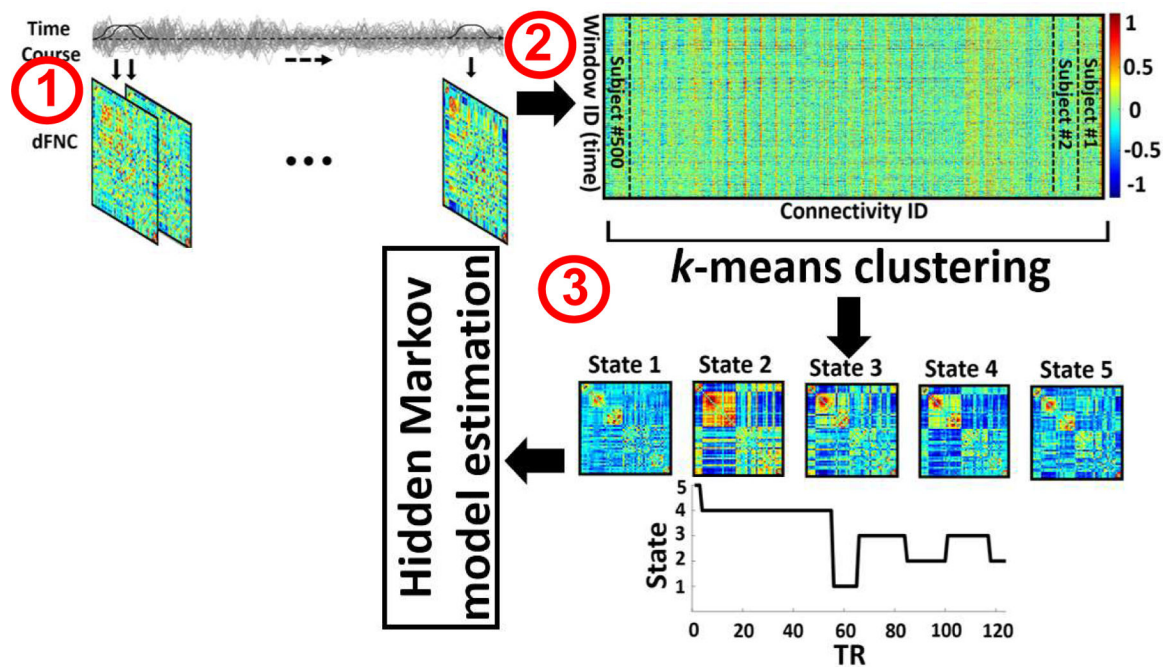 Time
Course
1
dFNC
2
Window ID (time)
Subject #500
Subject #2
Subject #1
1
0.5
0
-0.5
-1
Connectivity ID
k-means clustering
3
State 1 State 2 State 3 State 4 State 5
Hidden Markov
model estimation
State
5
4
3
2
1
0 20 40 60 80 100 120
TR